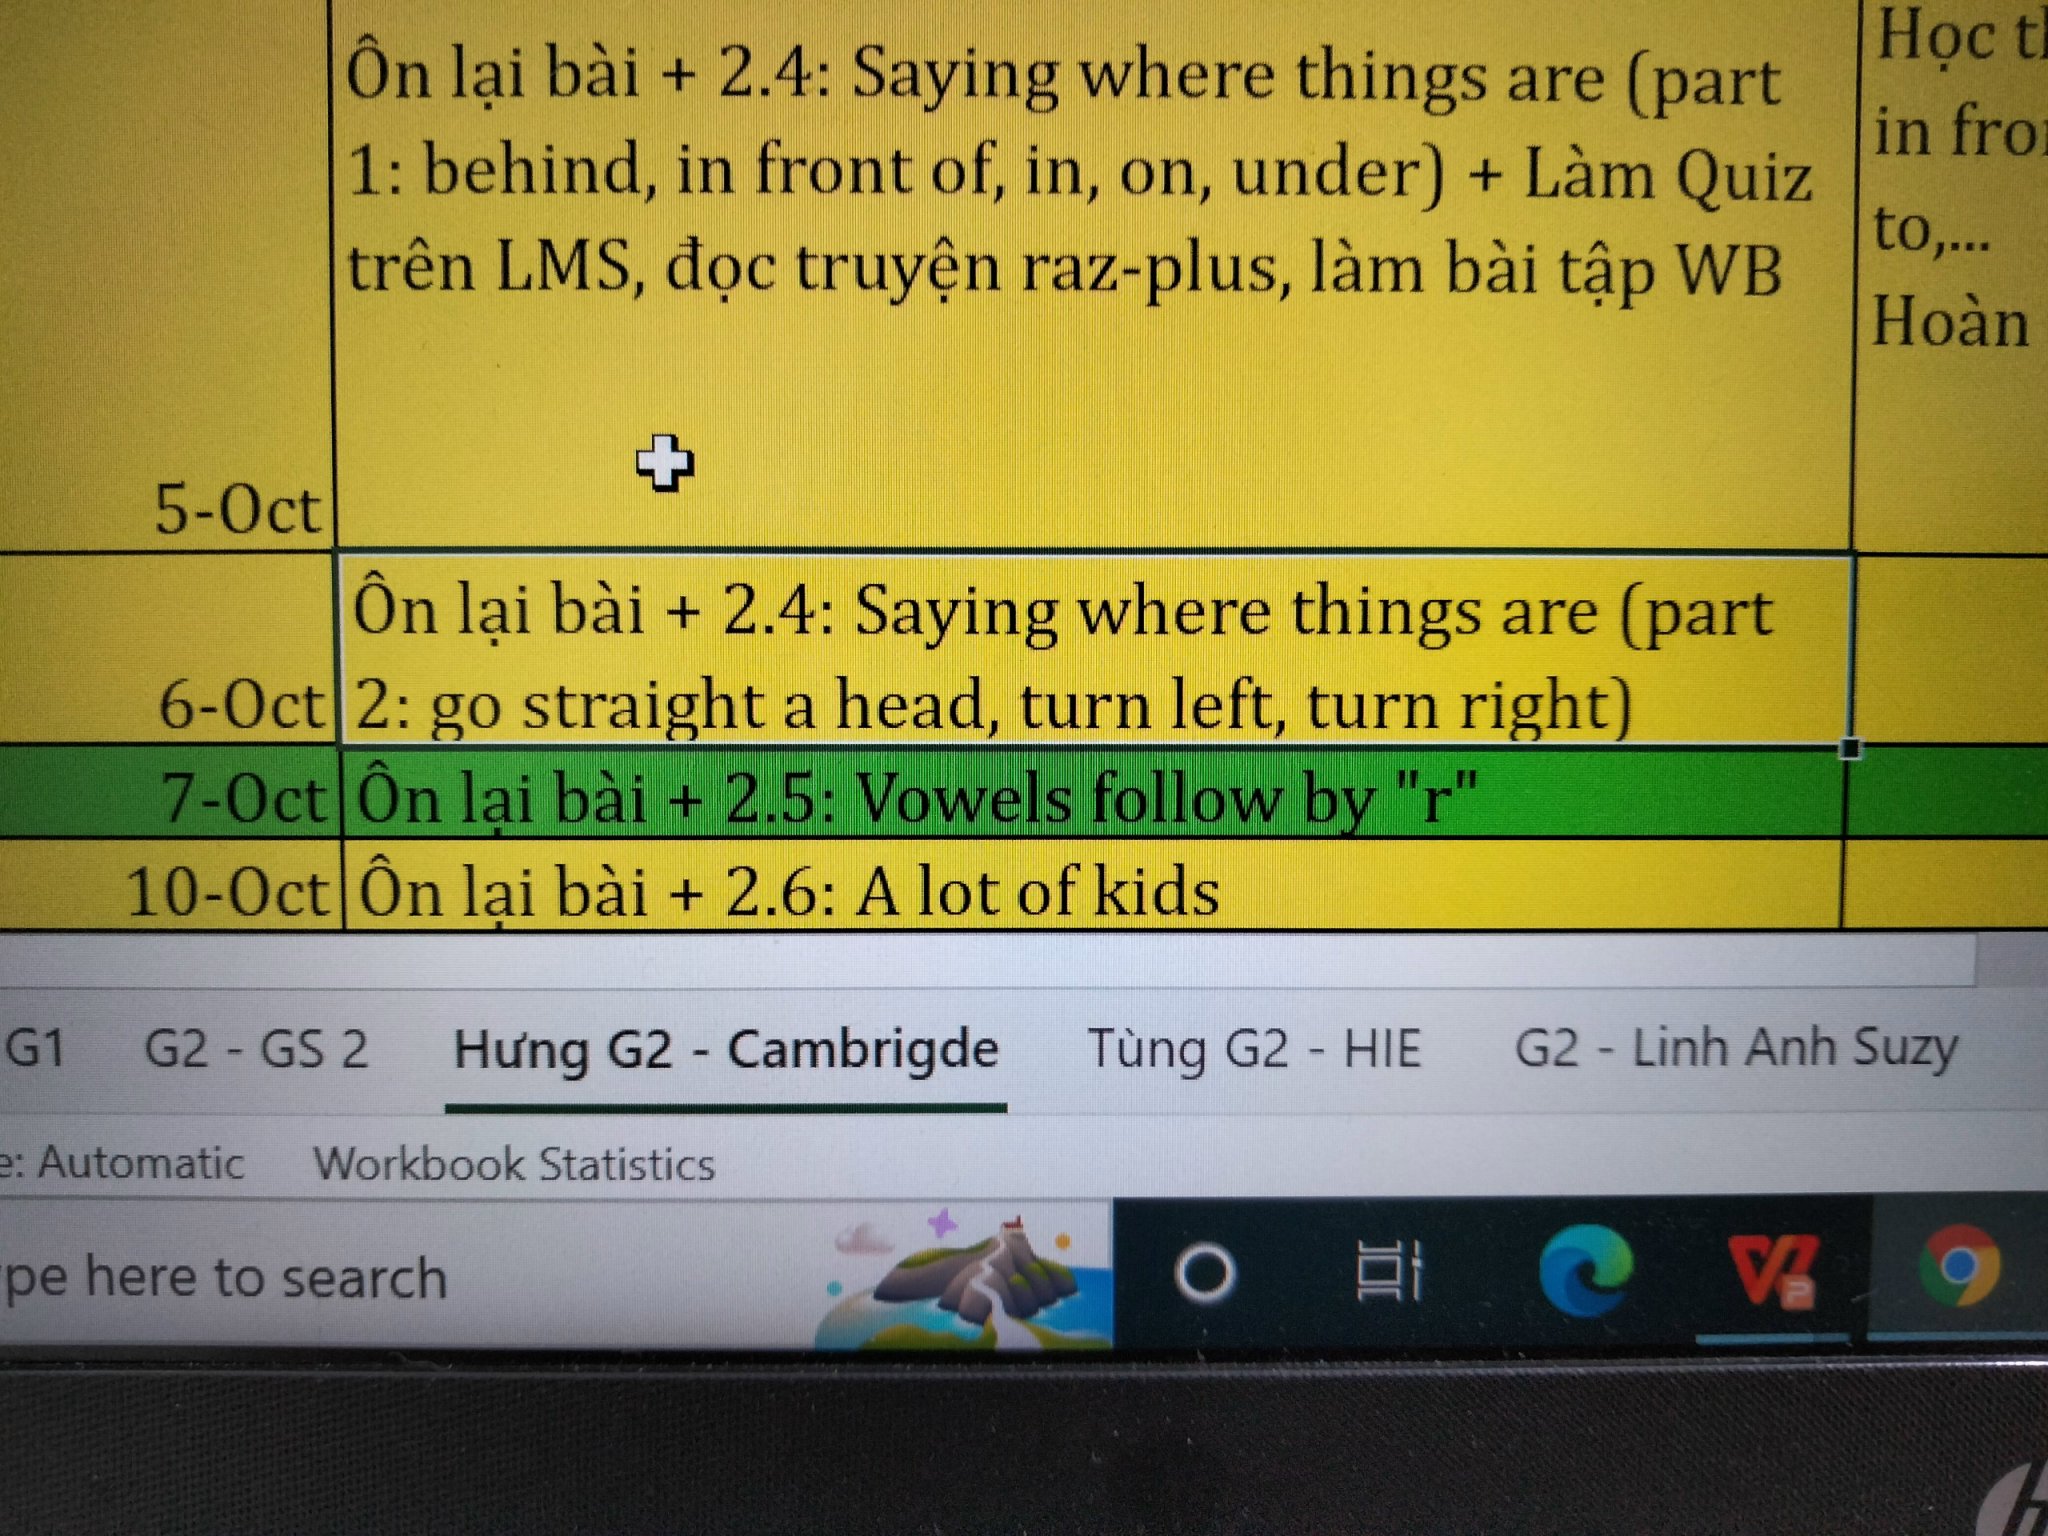 Ôn lại bài + 2.4: Saying where things are (part
1: behind, in front of, in, on, under) + Làm Quiz
trên LMS, đọc truyện raz-plus, làm bài tập WB
5-Oct
Học
in
to,...
Hoàn
Ôn lại bài + 2.4: Saying where things are (part
6-Oct 2: go straight a head, turn left, turn right)
7-Oct Ôn lại bài + 2.5: Vowels follow by "r"
10-Oct Ôn lại bài + 2.6: A lot of kids
G1 G2 - GS 2 Hưng G2 - Cambrigde Tùng G2 - HIE G2 - Linh Anh Suzy
e: Automatic Workbook Statistics
pe here to search